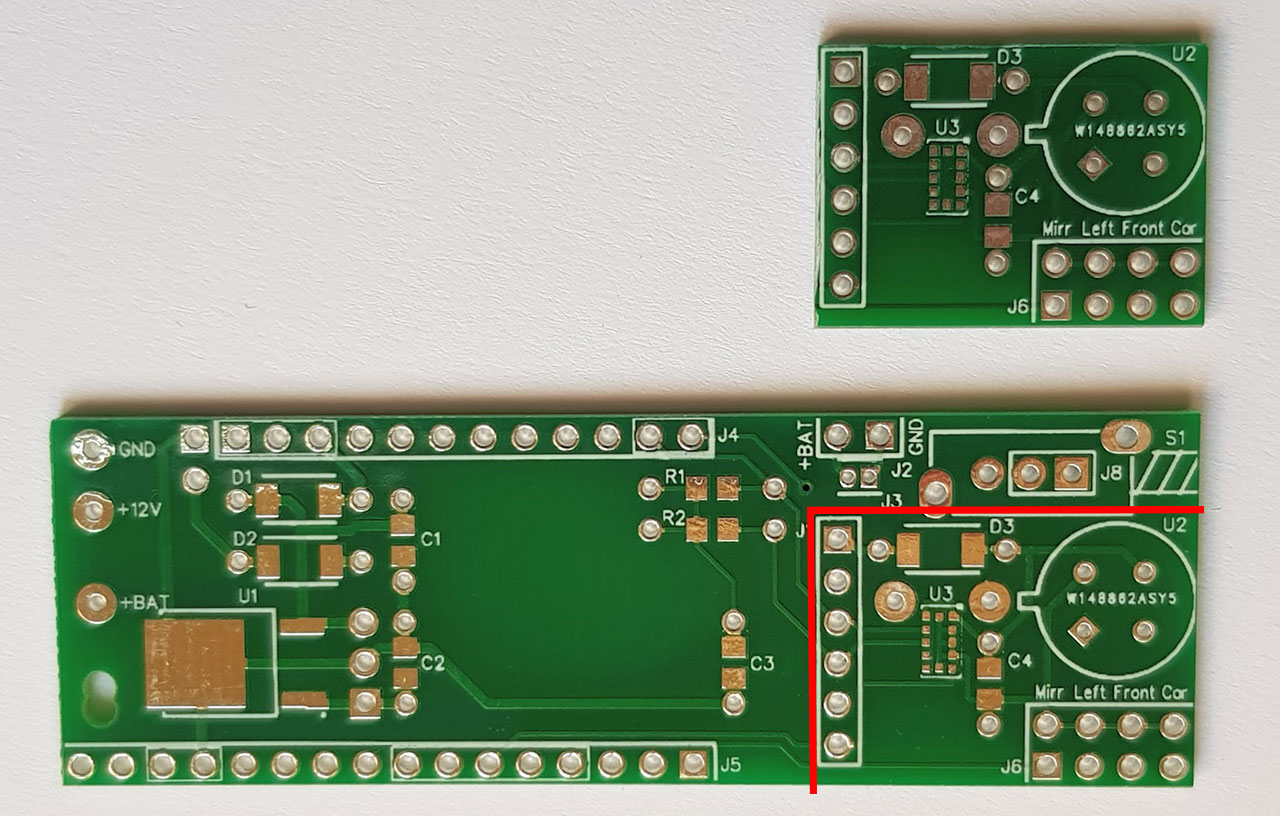 D3
U2
U3
W148862ASY5
C4
Mirr Left Front Car
J6
GND
J4
+BAT
GND
S1
D1
R1
J2
J8
+12V
J3
R2
D2
C1
D3
U2
U1
U3
+BAT
W148862ASY5
C2
C3
C4
Mirr Left Front Car
J5
J6